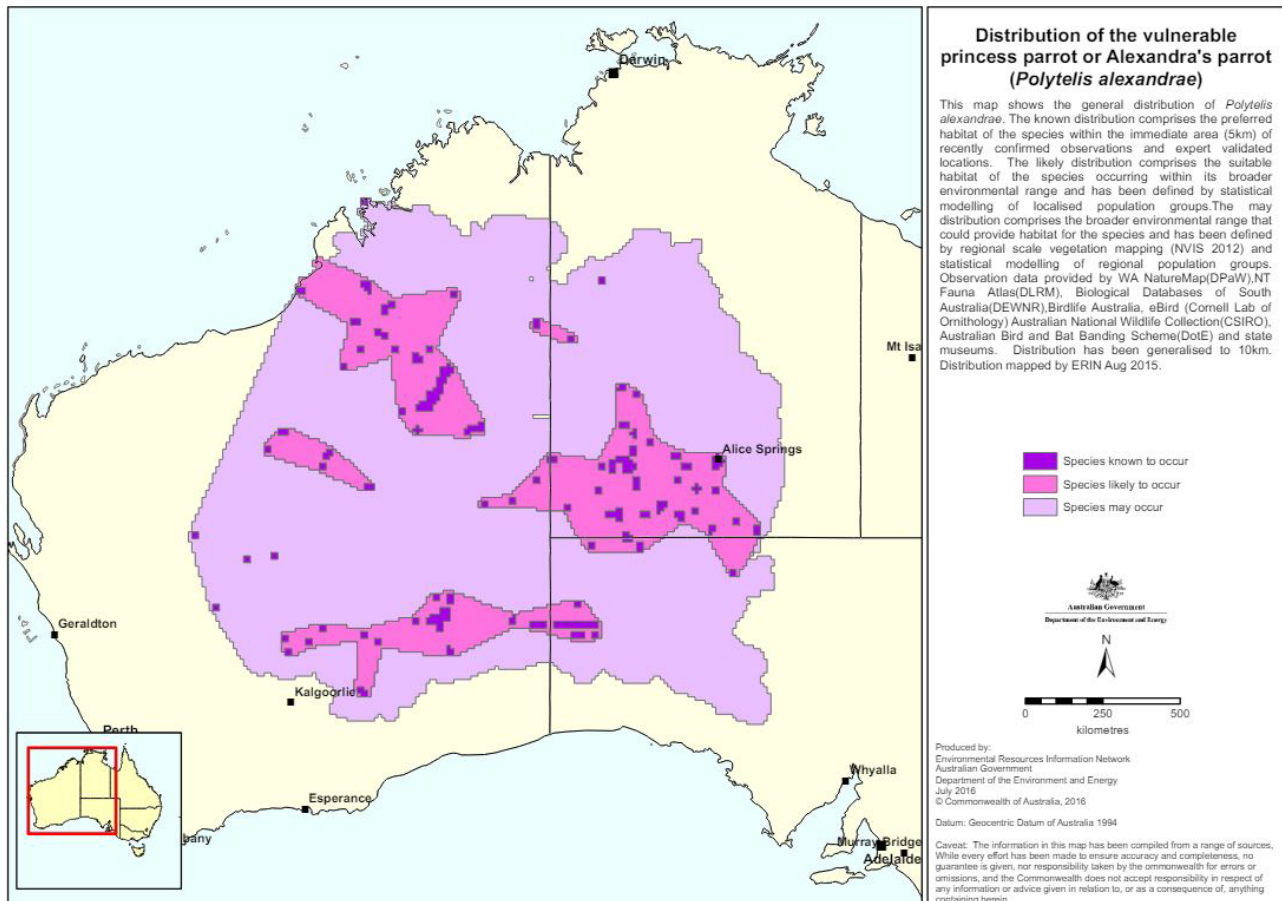 Darwin
Mt Isa
Alice Springs
Geraldton
Kalgoorlie
Perth
Esperance
bany
Whyalla
Murray Bridge
Adelaide
Distribution of the vulnerable
princess parrot or Alexandra's parrot
(Polytelis alexandrae)
This map shows the general distribution of Polytelis
alexandrae. The known distribution comprises the preferred
habitat of the species within the immediate area (5km) of
recently confirmed observations and expert validated
locations. The likely distribution comprises the suitable
habitat of the species occurring within its broader
environmental range and has been defined by statistical
modelling of localised population groups.The may
distribution comprises the broader environmental range that
could provide habitat for the species and has been defined
by regional scale vegetation mapping (NVIS 2012) and
statistical modelling of regional population groups.
Observation data provided by WA NatureMap(DPaW),NT
Fauna Atlas(DLRM), Biological Databases of South
Australia(DEWNR),Birdlife Australia, eBird (Cornell Lab of
Ornithology) Australian National Wildlife Collection(CSIRO),
Australian Bird and Bat Banding Scheme(DotE) and state
museums. Distribution has been generalised to 10km.
Distribution mapped by ERIN Aug 2015.
Species known to occur
Species likely to occur
Species may occur
Australian Government
Department of the Environment and Energy
N
0 250 500
kilometres
Produced by:
Environmental Resources Information Network
Australian Government
Department of the Environment and Energy
July 2016
© Commonwealth of Australia, 2016
Datum: Geocentric Datum of Australia 1994
Caveat: The information in this map has been compiled from a range of sources.
While every effort has been made to ensure accuracy and completeness, no
guarantee is given, nor responsibility taken by the ommonwealth for errors or
omissions, and the Commonwealth does not accept responsibility in respect of
any information or advice given in relation to, or as a consequence of, anything
containing herein.